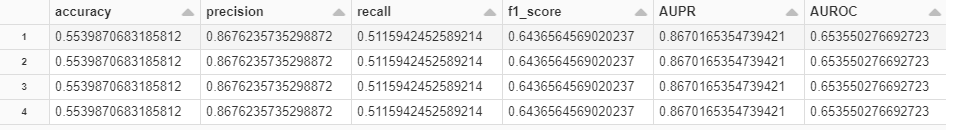 accuracy precision recall f1_score AUPR AUROC
1 0.5539870683185812 0.8676235735298872 0.5115942452589214 0.6436564569020237 0.8670165354739421 0.653550276692723
2 0.5539870683185812 0.8676235735298872 0.5115942452589214 0.6436564569020237 0.8670165354739421 0.653550276692723
3 0.5539870683185812 0.8676235735298872 0.5115942452589214 0.6436564569020237 0.8670165354739421 0.653550276692723
4 0.5539870683185812 0.8676235735298872 0.5115942452589214 0.6436564569020237 0.8670165354739421 0.653550276692723